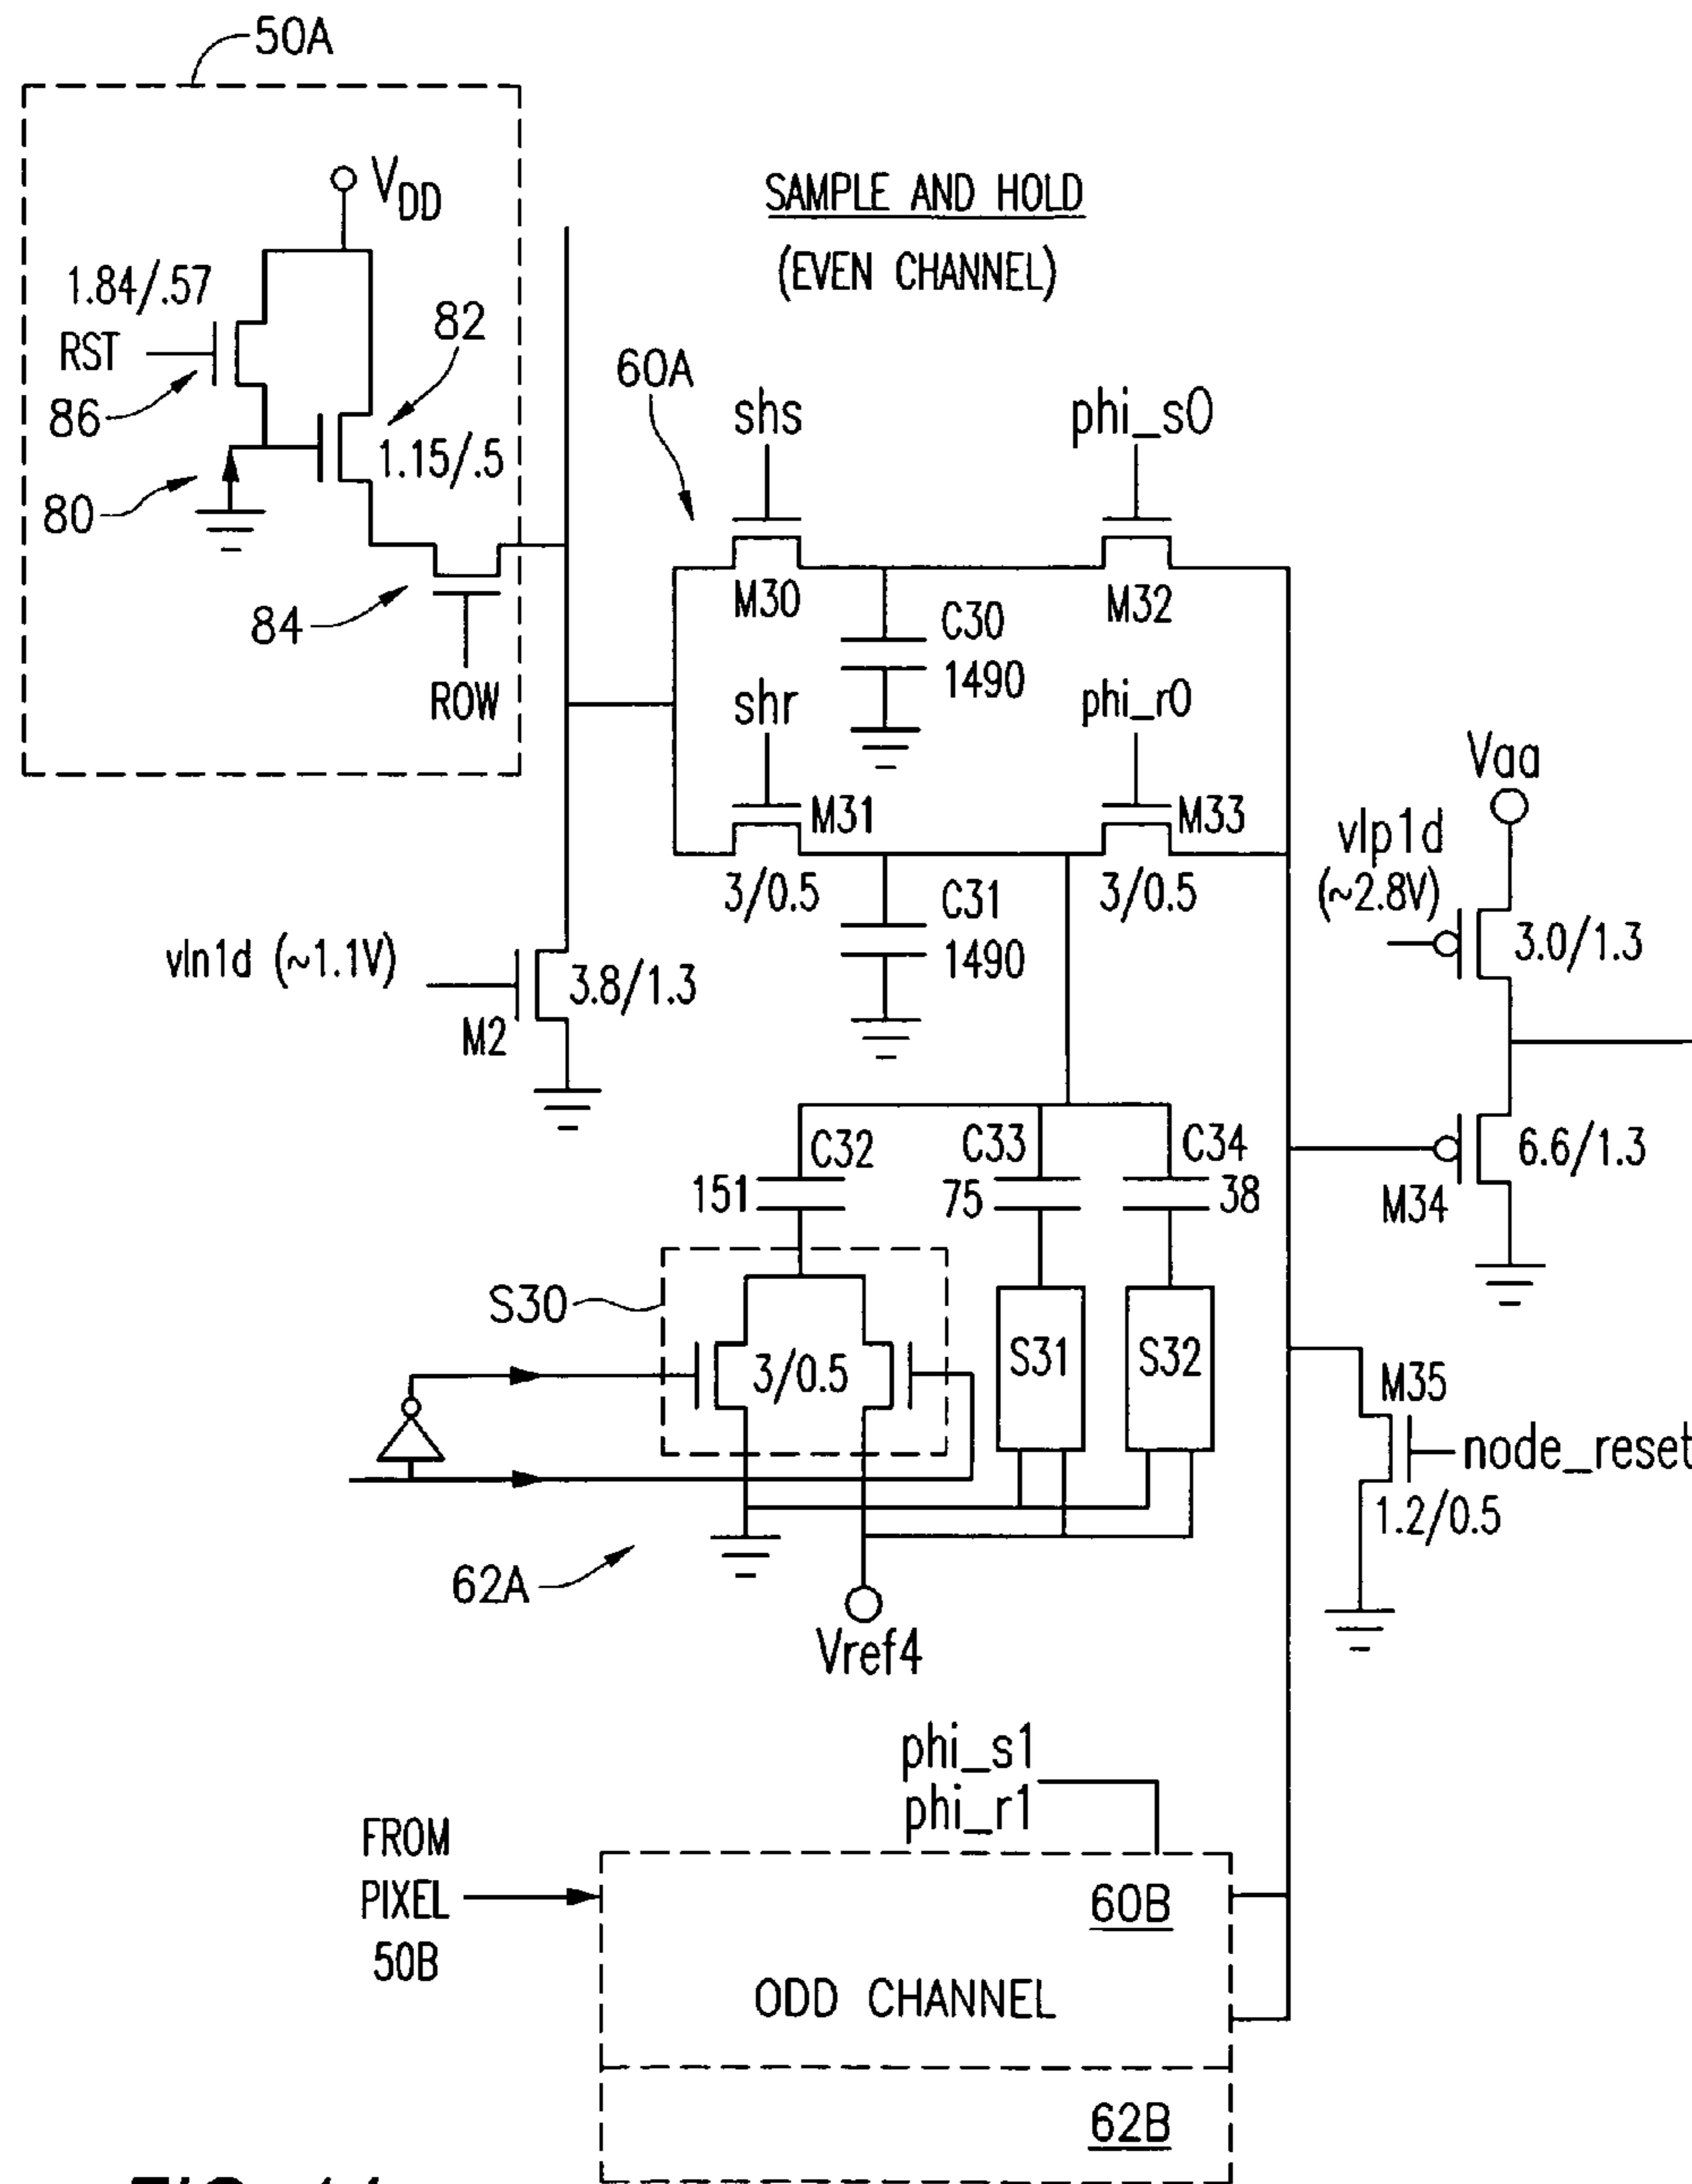 50A
V_DD
SAMPLE AND HOLD
(EVEN CHANNEL)
1.84/.57
RST
82
86
1.15/.5
80
84
ROW
60A
shs
phi_s0
M30
M32
C30
1490
shr
phi_r0
M31
M33
3/0.5
3/0.5
C31
1490
Vaa
vlp1d
(~2.8V)
3.0/1.3
vln1d (~1.1V)
3.8/1.3
M2
C32
151
C33
75
C34
38
6.6/1.3
M34
S30
3/0.5
S31
S32
M35
node_reset
1.2/0.5
62A
Vref4
phi_s1
phi_r1
FROM
PIXEL
50B
60B
ODD CHANNEL
62B